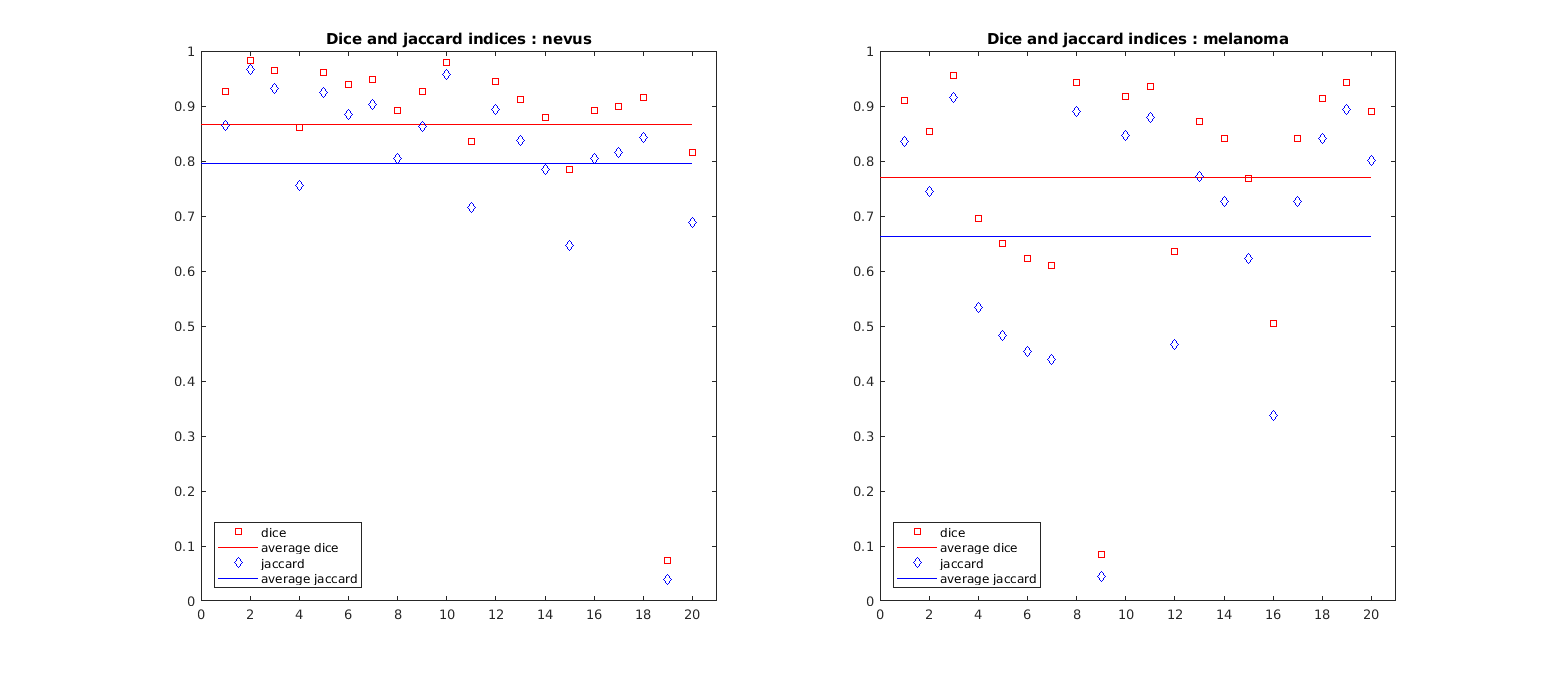 Dice and jaccard indices : nevus
1
0.9
0.8
0.7
0.6
0.5
0.4
0.3
0.2
0.1
0
dice
average dice
jaccard
average jaccard
0 2 4 6 8 10 12 14 16 18 20
Dice and jaccard indices : melanoma
1
0.9
0.8
0.7
0.6
0.5
0.4
0.3
0.2
0.1
0
dice
average dice
jaccard
average jaccard
0 2 4 6 8 10 12 14 16 18 20